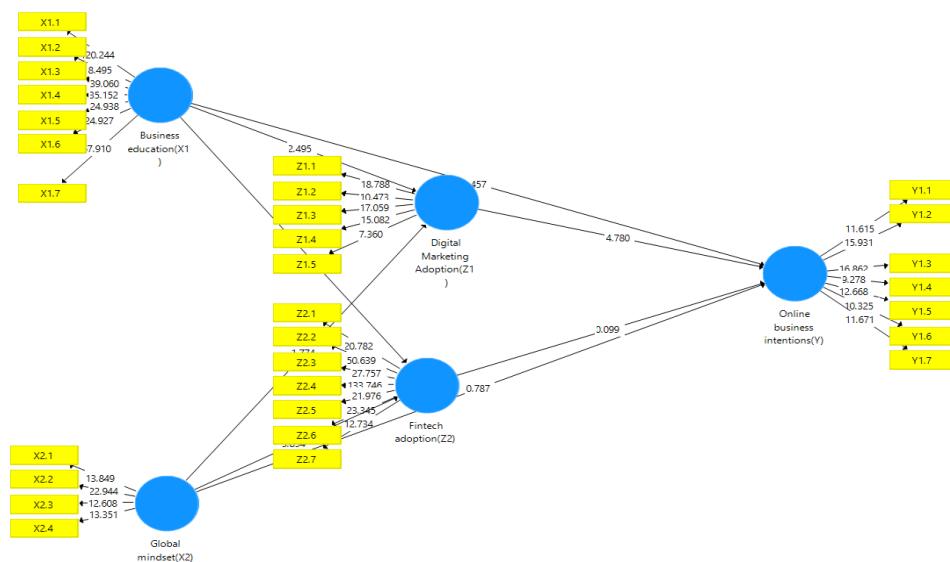 X1.1
X1.2
X1.3
X1.4
X1.5
X1.6
X1.7
20.244
8.495
39.060
35.152
24.938
24.927
Business
education(X1
)
2.495
Z1.1
Z1.2
Z1.3
Z1.4
Z1.5
18.788
10.473
17.059
15.082
7.360
Digital
Marketing
Adoption(Z1
)
4.780
Y1.1
Y1.2
Y1.3
Y1.4
Y1.5
Y1.6
Y1.7
11.615
15.931
16.862
9.278
12.668
10.325
11.671
Online
business
intentions(Y)
Z2.1
Z2.2
Z2.3
Z2.4
Z2.5
Z2.6
Z2.7
20.782
50.639
27.757
133.746
21.976
23.345
12.734
Fintech
adoption(Z2)
0.099
0.787
X2.1
X2.2
X2.3
X2.4
13.849
22.944
12.608
13.351
Global
mindset(X2)